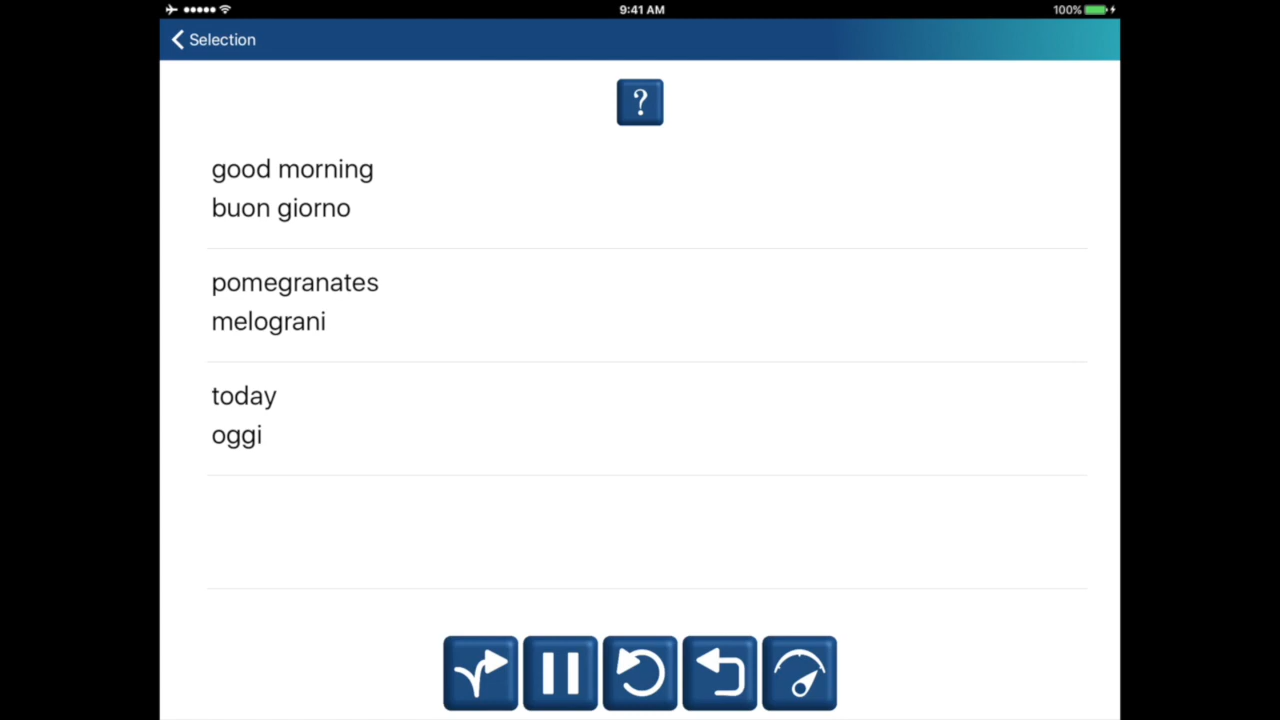 9:41 AM
100%
Selection
?
good morning
buon giorno
pomegranates
melograni
today
oggi